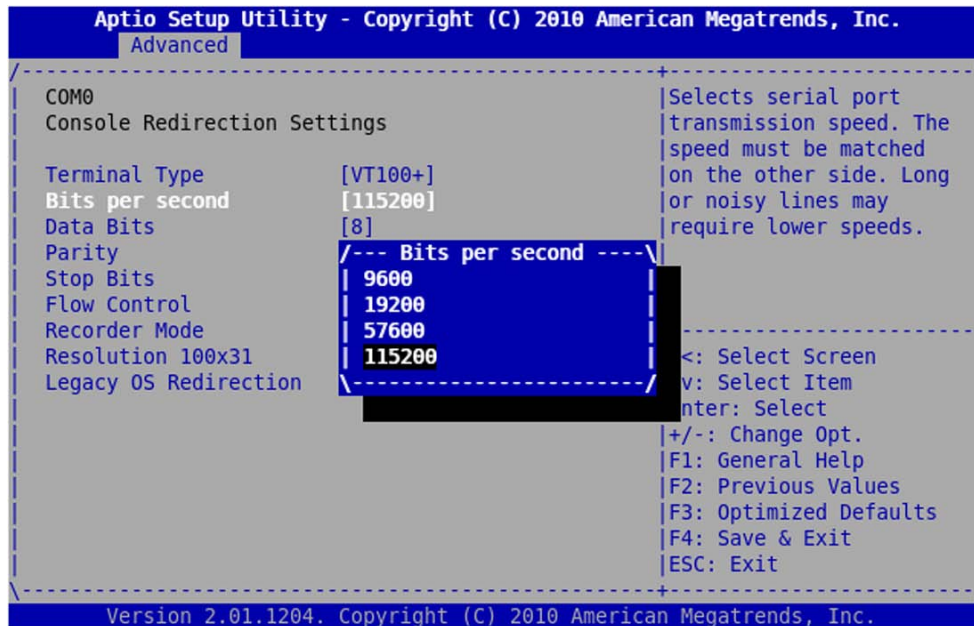 Aptio Setup Utility - Copyright (C) 2010 American Megatrends, Inc.
Advanced
COM0
Console Redirection Settings
Terminal Type [VT100+]
Bits per second [115200]
Data Bits [8]
Parity
Stop Bits
Flow Control
Recorder Mode
Resolution 100x31
Legacy OS Redirection
Bits per second
9600
19200
57600
115200
Selects serial port
transmission speed. The
speed must be matched
on the other side. Long
or noisy lines may
require lower speeds.
<: Select Screen
v: Select Item
nter: Select
+/-: Change Opt.
F1: General Help
F2: Previous Values
F3: Optimized Defaults
F4: Save & Exit
ESC: Exit
Version 2.01.1204. Copyright (C) 2010 American Megatrends, Inc.